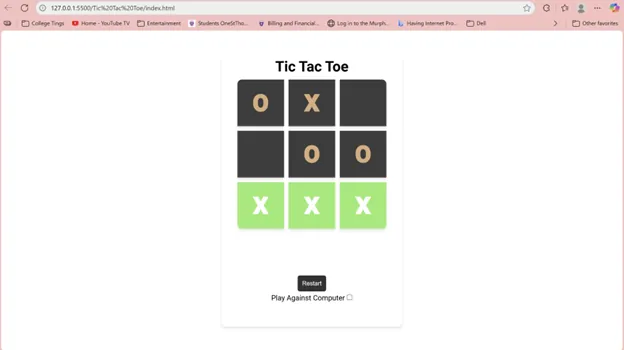 127.0.0.1:5500/Tic%20Tac%20Toe/index.html
College Tings
Home - YouTube TV
Entertainment
Students OneStTho...
Billing and Financial...
Log in to the Murph...
Having Internet Pro...
Dell
Other favorites
Tic Tac Toe
O X
O O
X X X
Restart
Play Against Computer